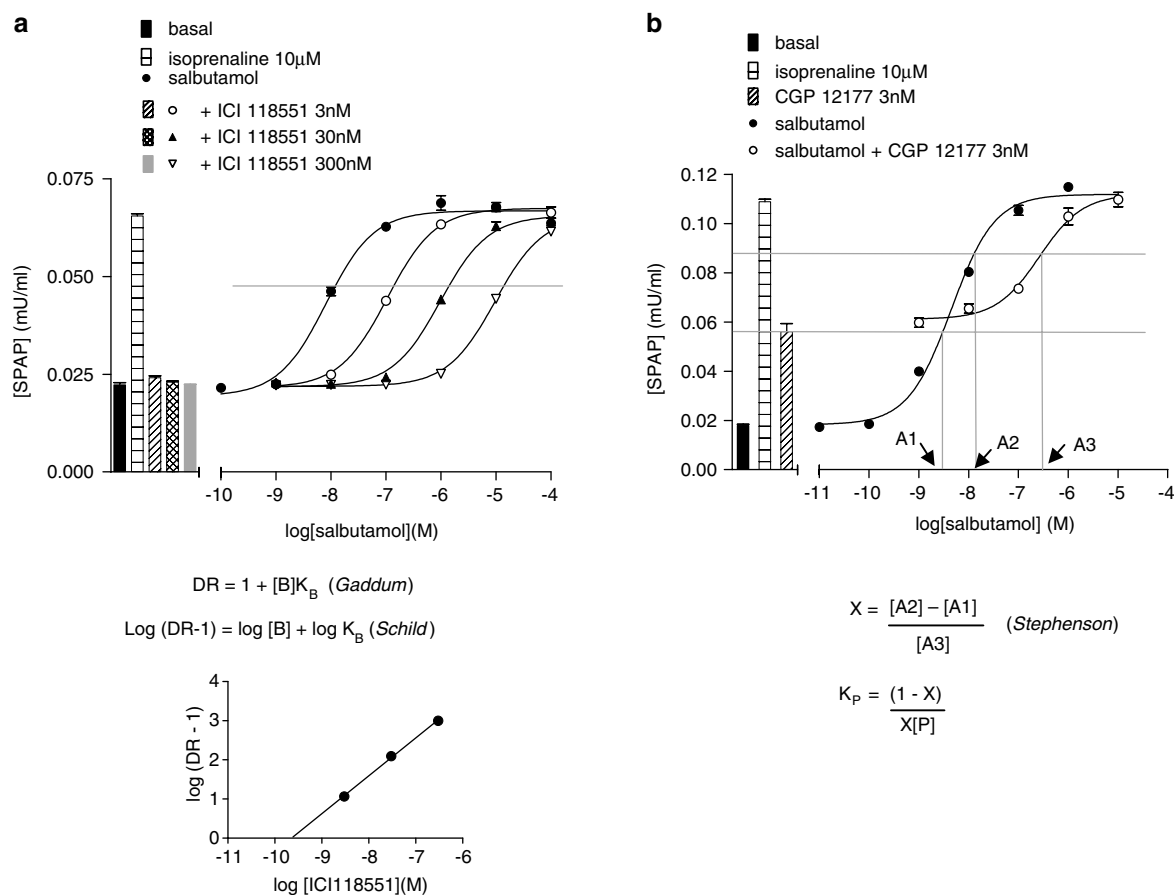 a
basal
isoprenaline 10μM
salbutamol
+ ICI 118551 3nM
+ ICI 118551 30nM
+ ICI 118551 300nM
[SPAP] (mU/ml)
0.075
0.050
0.025
0.000
-10 -9 -8 -7 -6 -5 -4
log[salbutamol](M)
DR = 1 + [B]K_B (Gaddum)
Log (DR-1) = log [B] + log K_B (Schild)
log (DR - 1)
4
3
2
1
0
-11 -10 -9 -8 -7 -6
log [ICI118551](M)
b
basal
isoprenaline 10μM
CGP 12177 3nM
salbutamol
salbutamol + CGP 12177 3nM
[SPAP] (mU/ml)
0.12
0.10
0.08
0.06
0.04
0.02
0.00
A1 A2 A3
-11 -10 -9 -8 -7 -6 -5 -4
log[salbutamol] (M)
X = [A2] – [A1] (Stephenson)
[A3]
K_P = (1 - X)
X[P]